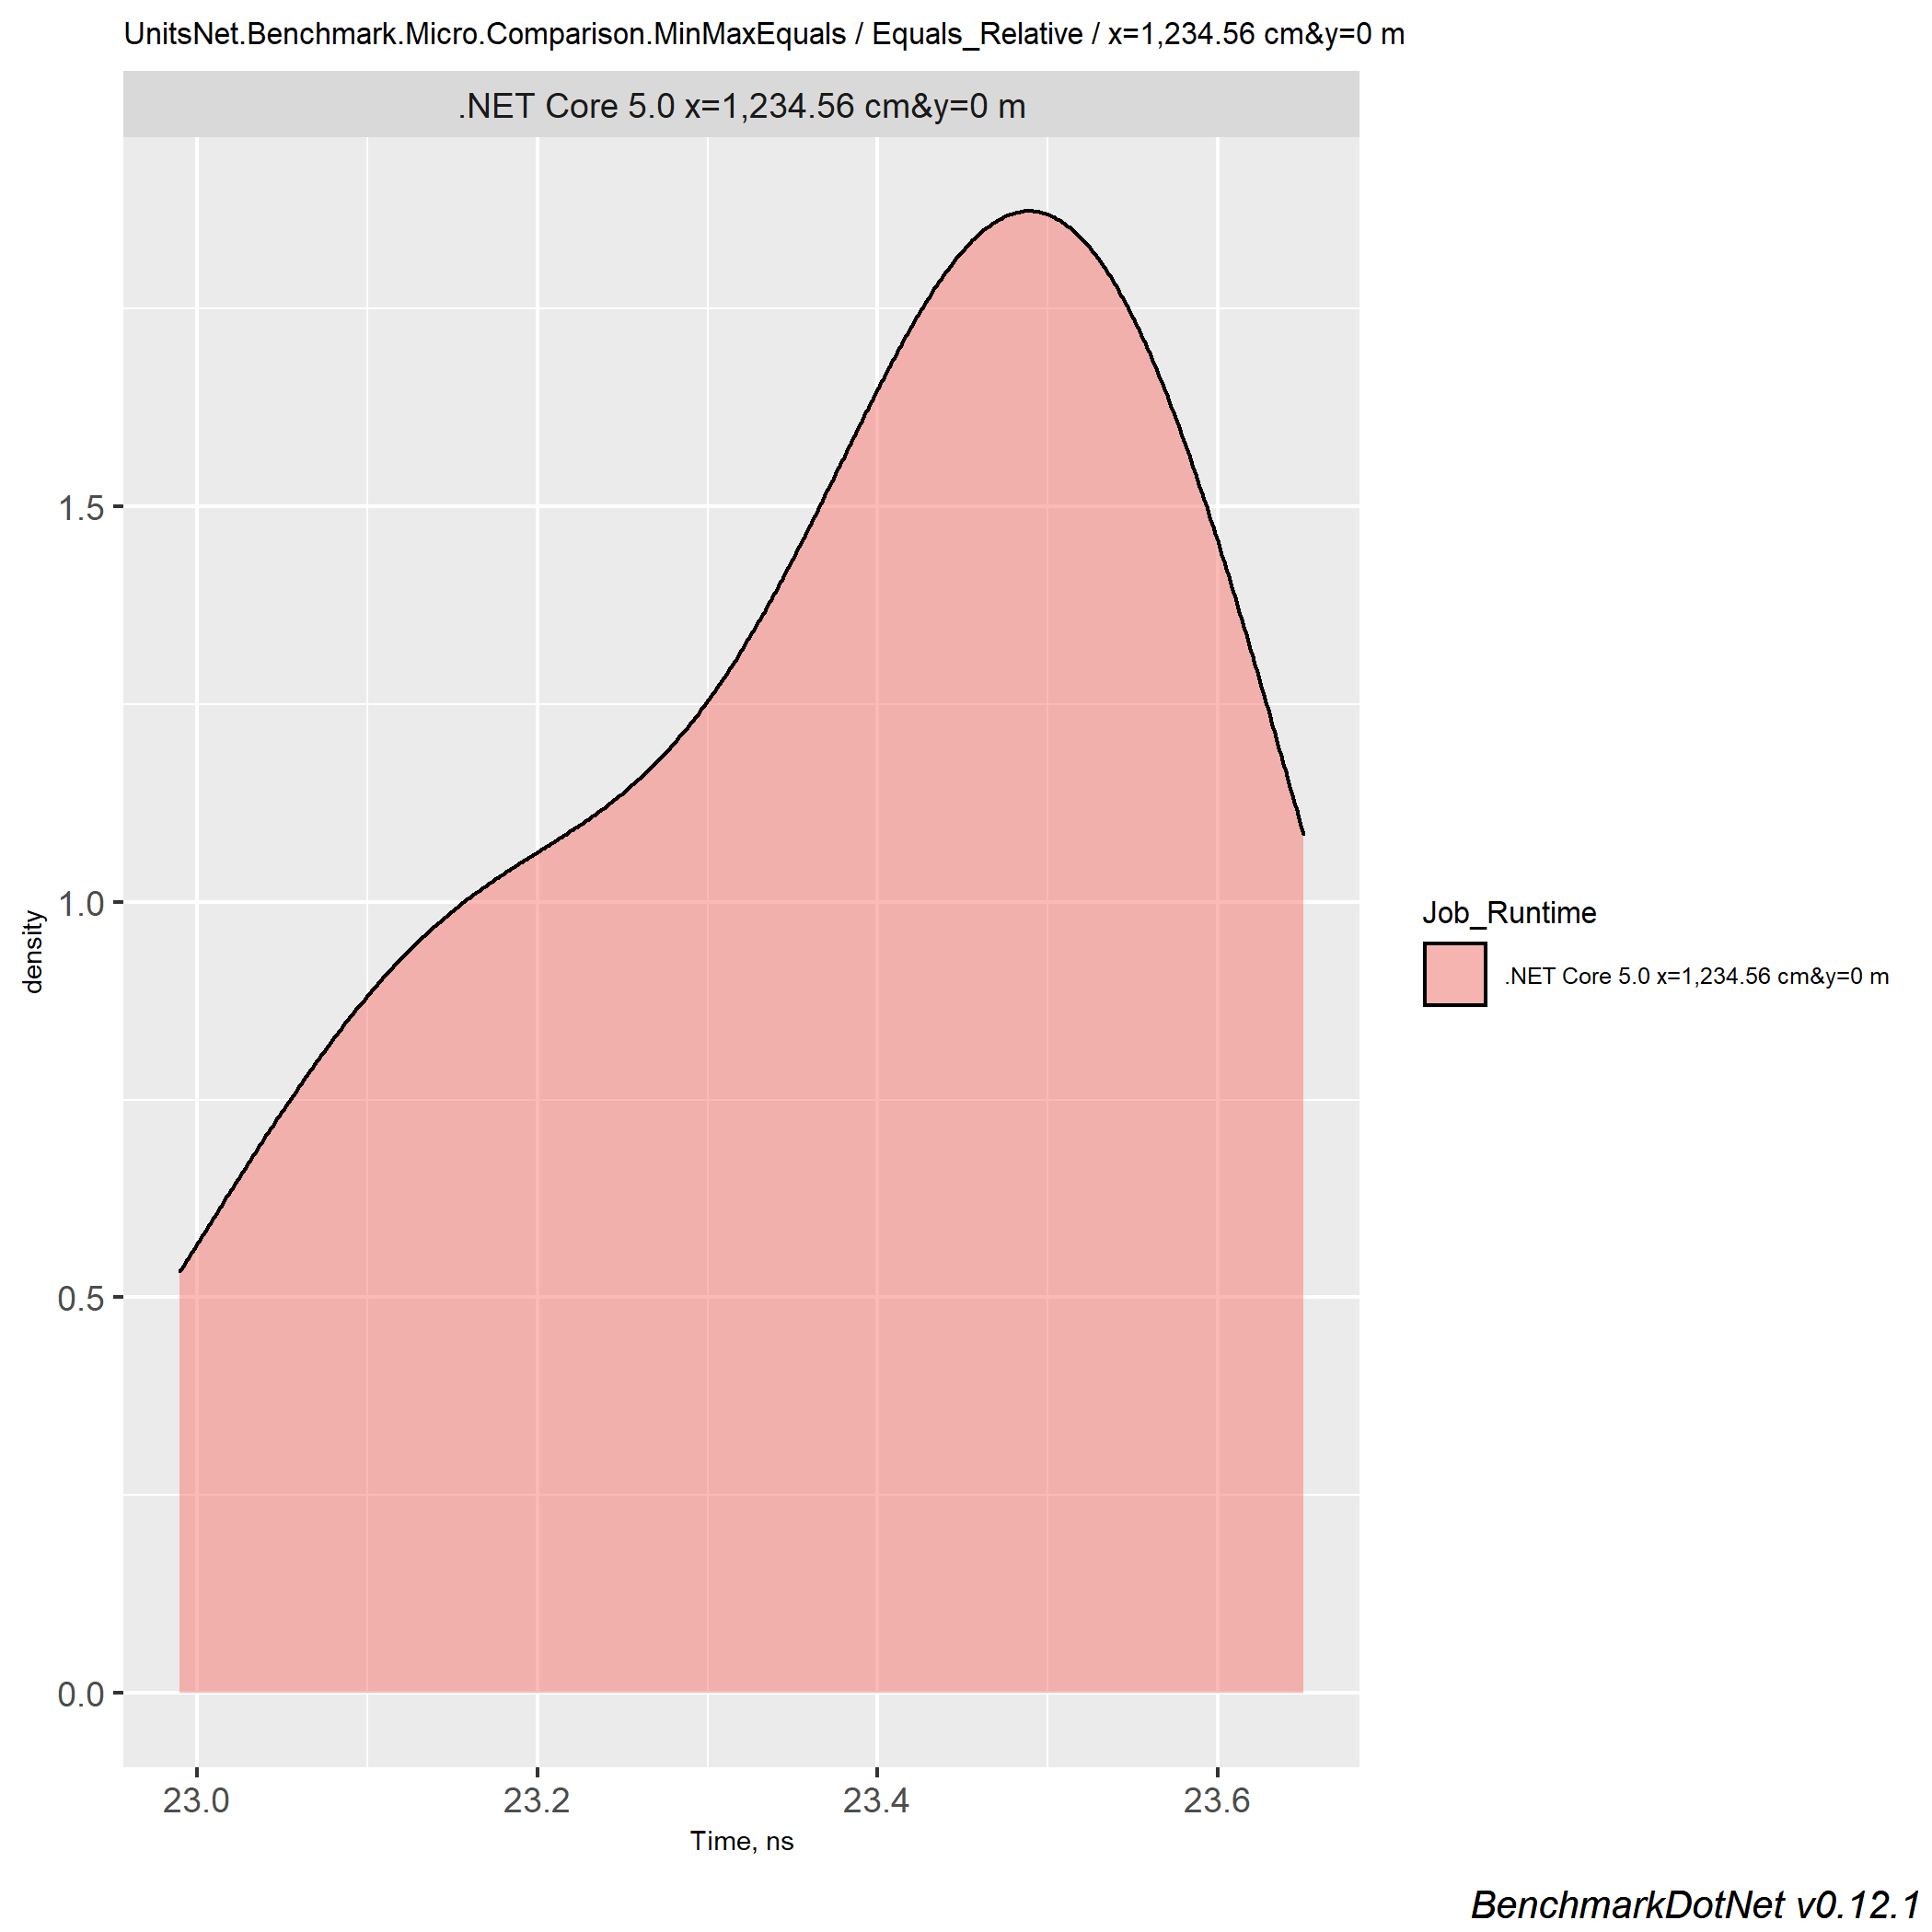 UnitsNet.Benchmark.Micro.Comparison.MinMaxEquals / Equals_Relative / x=1,234.56 cm&y=0 m
.NET Core 5.0 x=1,234.56 cm&y=0 m
1.5
1.0
0.5
0.0
density
23.0 23.2 23.4 23.6
Time, ns
Job_Runtime
.NET Core 5.0 x=1,234.56 cm&y=0 m
BenchmarkDotNet v0.12.1